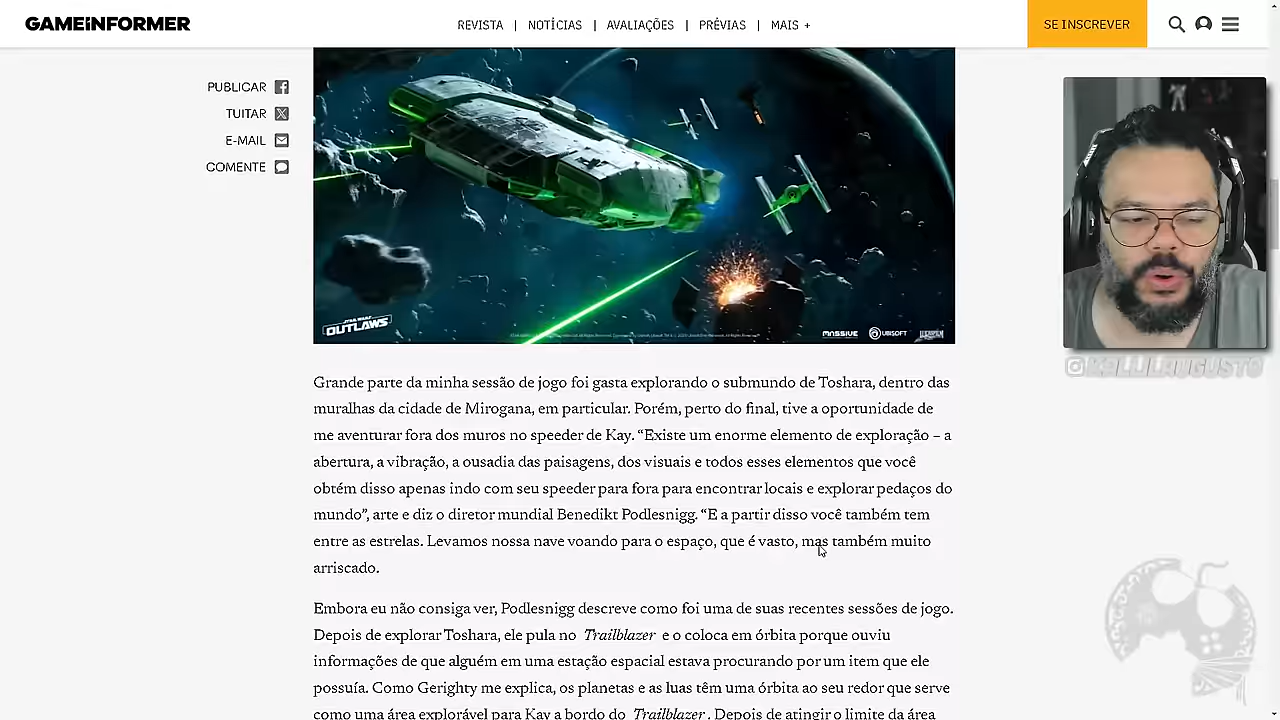 GAMEINFORMER
REVISTA | NOTÍCIAS | AVALIAÇÕES | PRÉVIAS | MAIS +
SE INSCREVER
PUBLICAR
TUITAR
E-MAIL
COMENTE
STAR WARS
OUTLAWS
MASSIVE
UBISOFT
Grande parte da minha sessão de jogo foi gasta explorando o submundo de Toshara, dentro das
muralhas da cidade de Mirogana, em particular. Porém, perto do final, tive a oportunidade de
me aventurar fora dos muros no speeder de Kay. “Existe um enorme elemento de exploração – a
abertura, a vibração, a ousadia das paisagens, dos visuais e todos esses elementos que você
obtém disso apenas indo com seu speeder para fora para encontrar locais e explorar pedaços do
mundo”, arte e diz o diretor mundial Benedikt Podlesnigg. “E a partir disso você também tem
entre as estrelas. Levamos nossa nave voando para o espaço, que é vasto, mas também muito
arriscado.
Embora eu não consiga ver, Podlesnigg descreve como foi uma de suas recentes sessões de jogo.
Depois de explorar Toshara, ele pula no Trailblazer e o coloca em órbita porque ouviu
informações de que alguém em uma estação espacial estava procurando por um item que ele
possuía. Como Gerighty me explica, os planetas e as luas têm uma órbita ao seu redor que serve
como uma área explorável para Kay a bordo do Trailblazer . Depois de atingir o limite da área